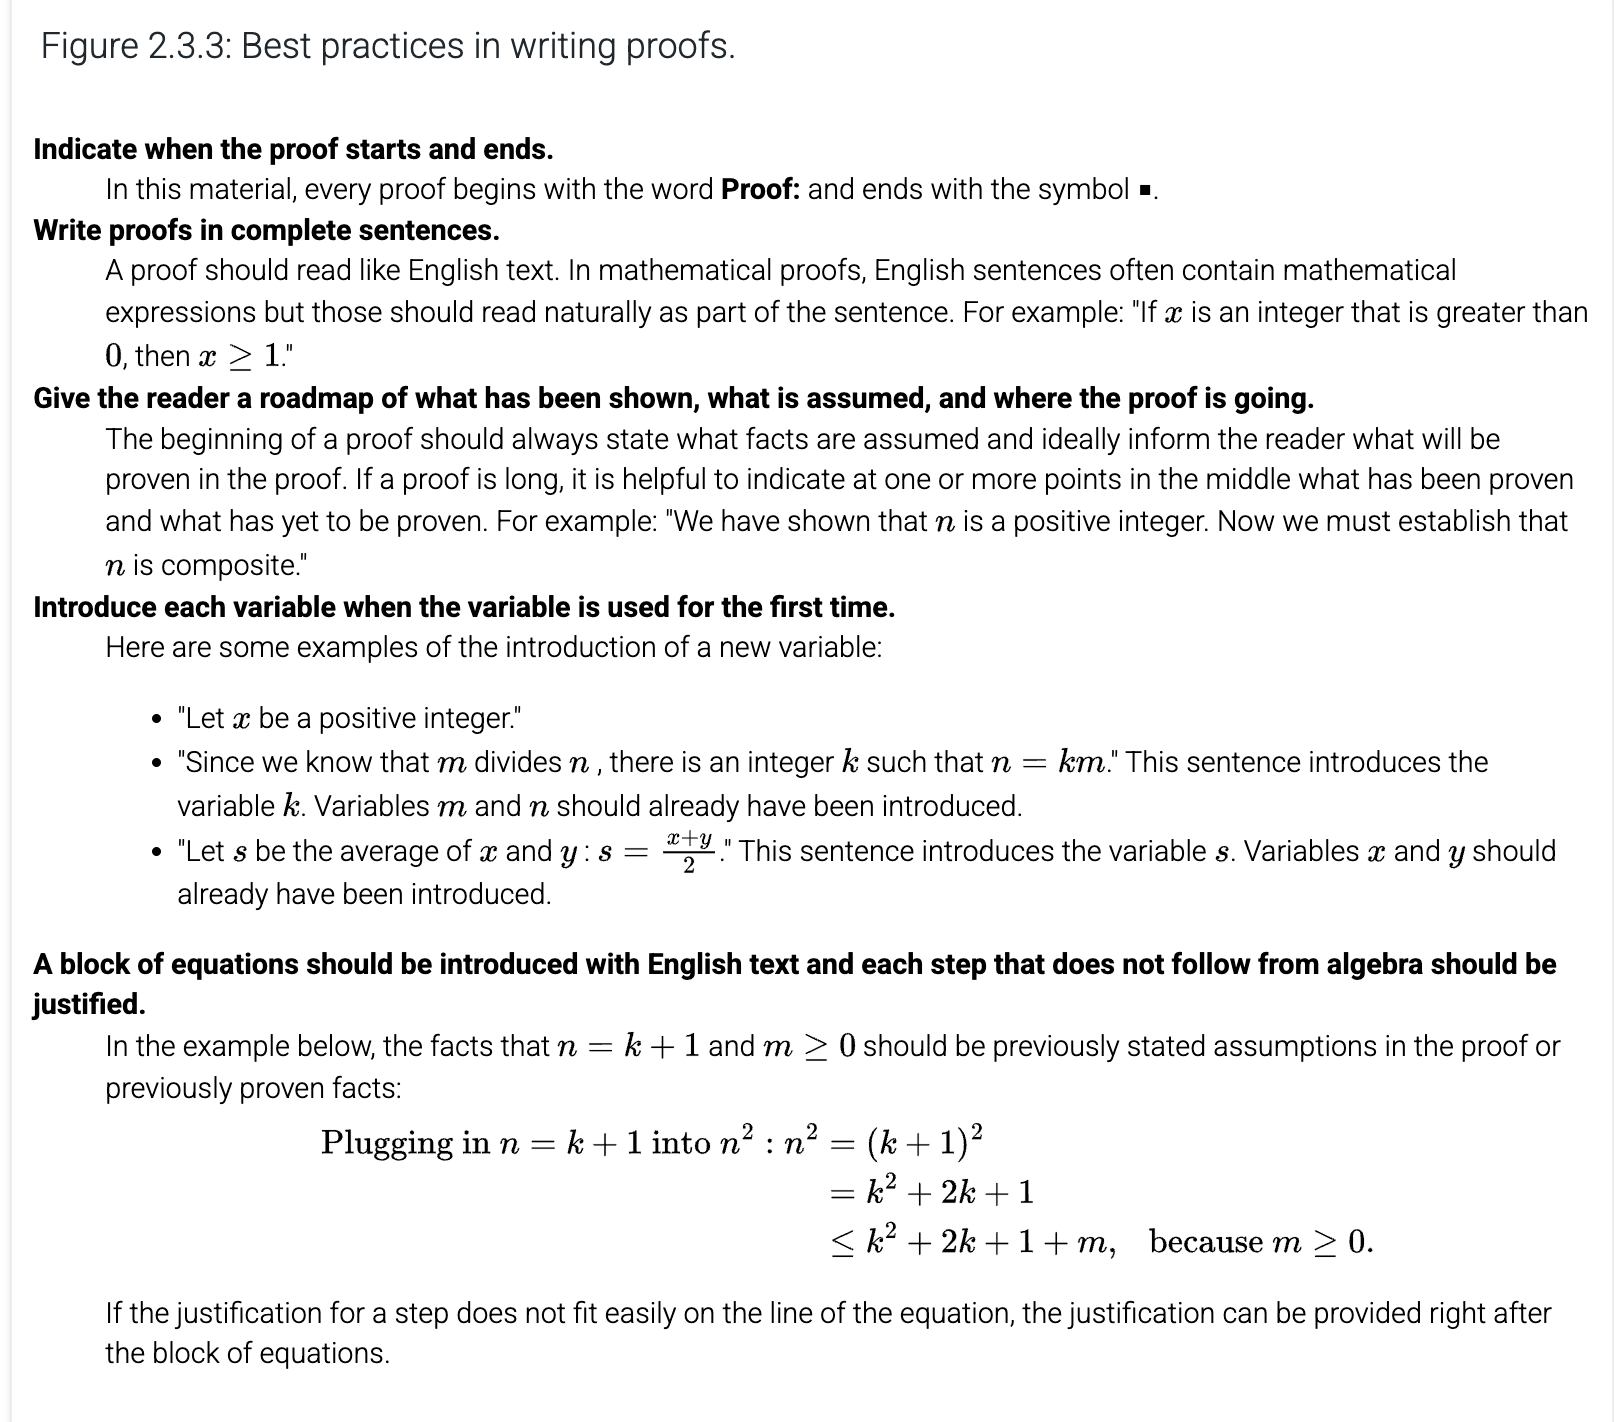 Figure 2.3.3: Best practices in writing proofs.
Indicate when the proof starts and ends.
In this material, every proof begins with the word Proof: and ends with the symbol ▪.
Write proofs in complete sentences.
A proof should read like English text. In mathematical proofs, English sentences often contain mathematical
expressions but those should read naturally as part of the sentence. For example: "If x is an integer that is greater than
0, then x ≥ 1."
Give the reader a roadmap of what has been shown, what is assumed, and where the proof is going.
The beginning of a proof should always state what facts are assumed and ideally inform the reader what will be
proven in the proof. If a proof is long, it is helpful to indicate at one or more points in the middle what has been proven
and what has yet to be proven. For example: "We have shown that n is a positive integer. Now we must establish that
n is composite."
Introduce each variable when the variable is used for the first time.
Here are some examples of the introduction of a new variable:
• "Let x be a positive integer."
• "Since we know that m divides n , there is an integer k such that n = km." This sentence introduces the
variable k. Variables m and n should already have been introduced.
• "Let s be the average of x and y : s = \frac{x+y}{2}." This sentence introduces the variable s. Variables x and y should
already have been introduced.
A block of equations should be introduced with English text and each step that does not follow from algebra should be
justified.
In the example below, the facts that n = k + 1 and m ≥ 0 should be previously stated assumptions in the proof or
previously proven facts:
Plugging in n = k + 1 into n² : n² = (k + 1)²
= k² + 2k + 1
≤ k² + 2k + 1 + m, because m ≥ 0.
If the justification for a step does not fit easily on the line of the equation, the justification can be provided right after
the block of equations.